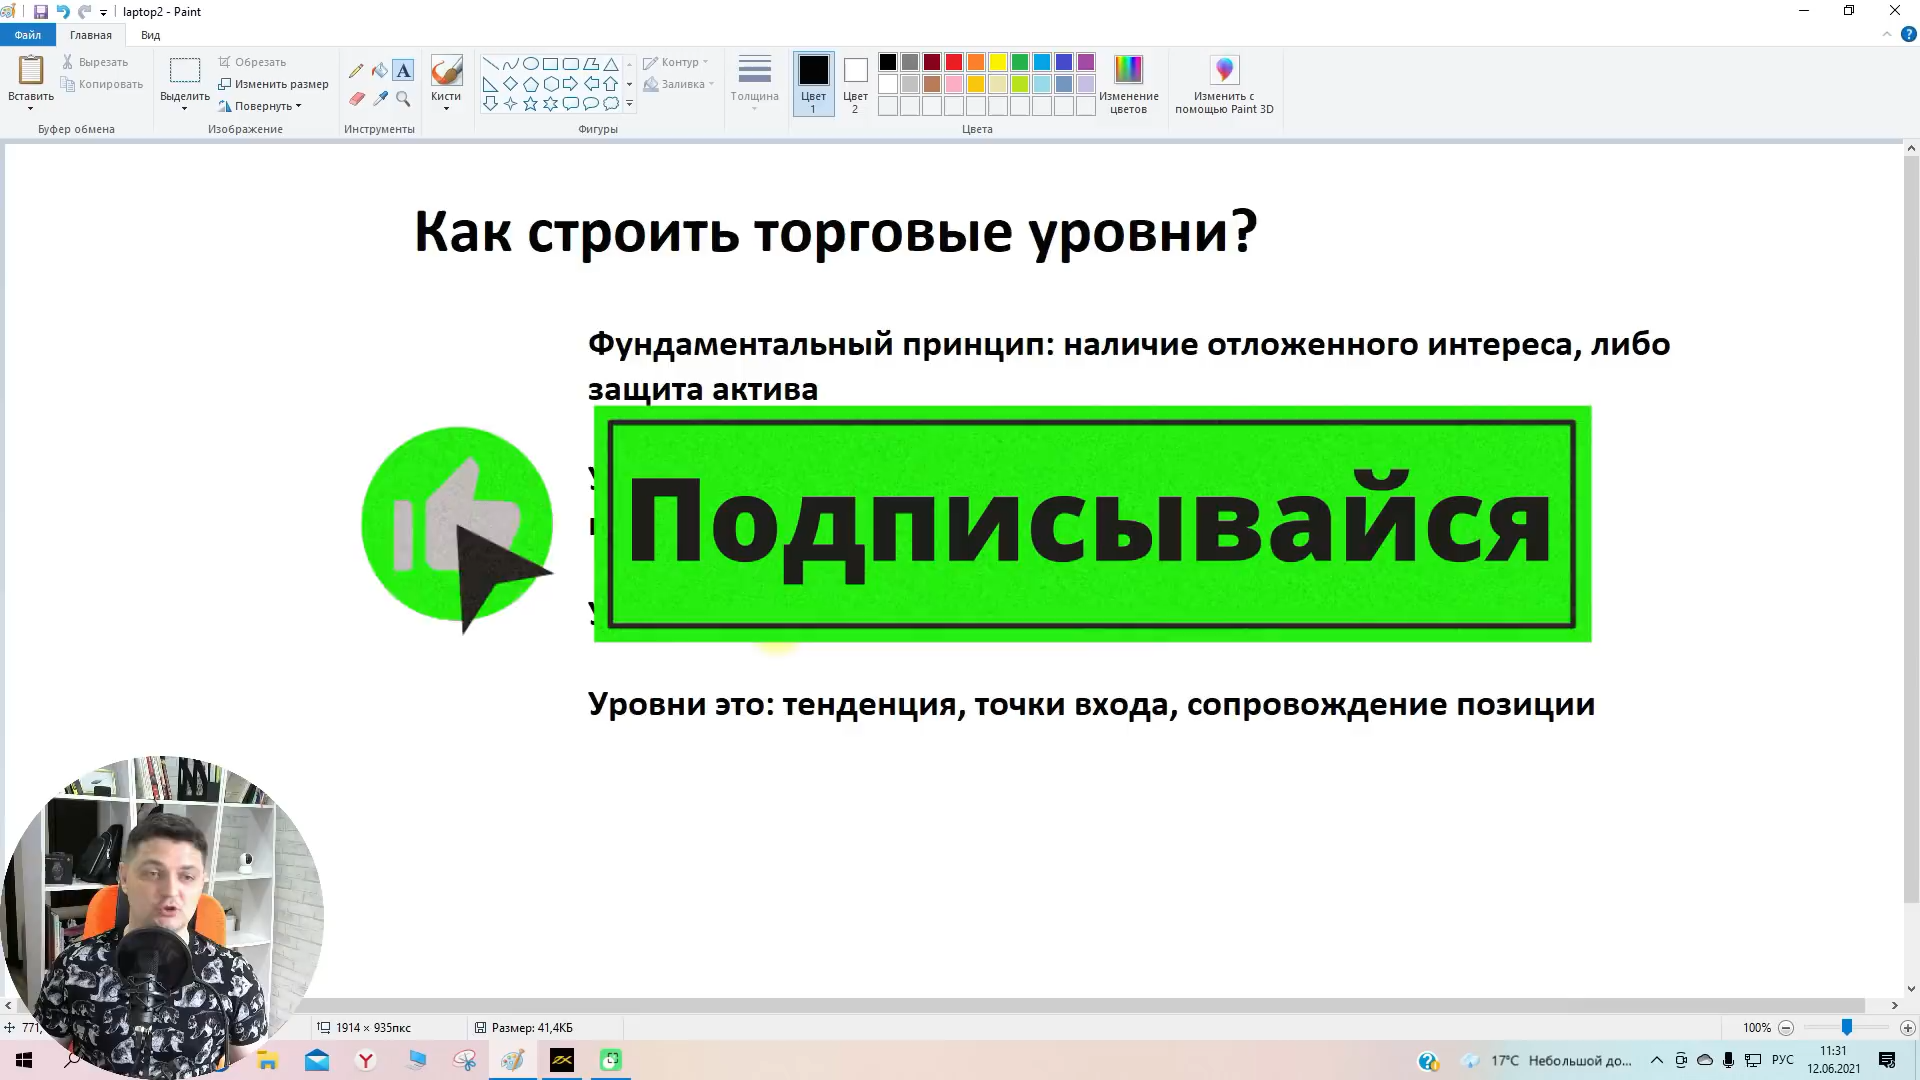 laptop2 - Paint
Файл Главная Вид
Вставить
Вырезать
Копировать
Буфер обмена
Выделить
Обрезать
Изменить размер
Повернуть
Изображение
A
Инструменты
Кисти
Контур
Заливка
Фигуры
Толщина
Цвет 1
Цвет 2
Цвета
Изменение цветов
Изменить с помощью Paint 3D
Как строить торговые уровни?
Фундаментальный принцип: наличие отложенного интереса, либо
защита актива
Подписывайся
Уровни это: тенденция, точки входа, сопровождение позиции
771,
1914 × 935пкс
Размер: 41,4КБ
100%
17°C Небольшой до...
РУС
11:31
12.06.2021